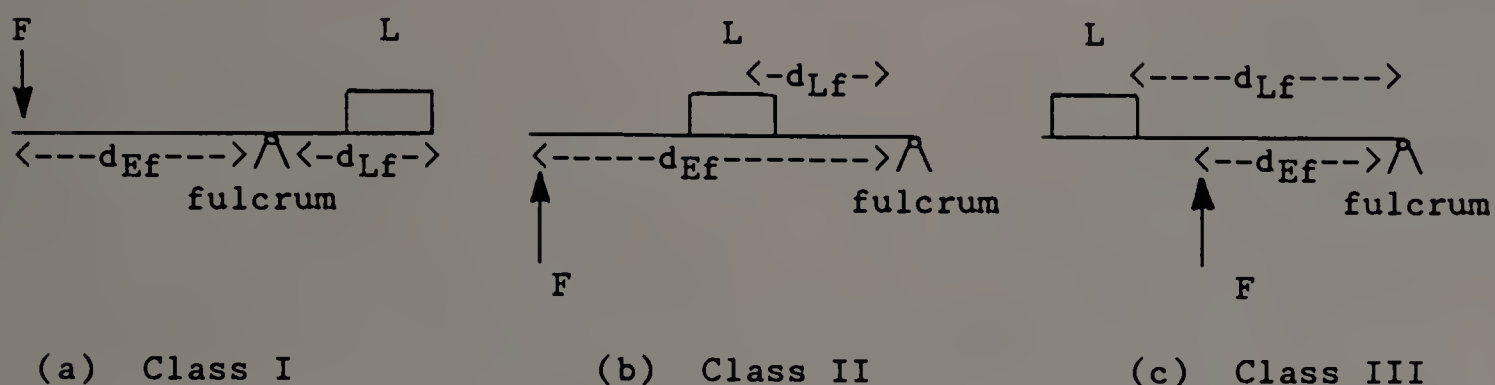 F
L
<----dEf---> <-dLf->
fulcrum
(a) Class I
L
<-dLf-->
<-----dEf------->
fulcrum
F
(b) Class II
L
<----dLf----->
<--dEf-->
fulcrum
F
(c) Class III